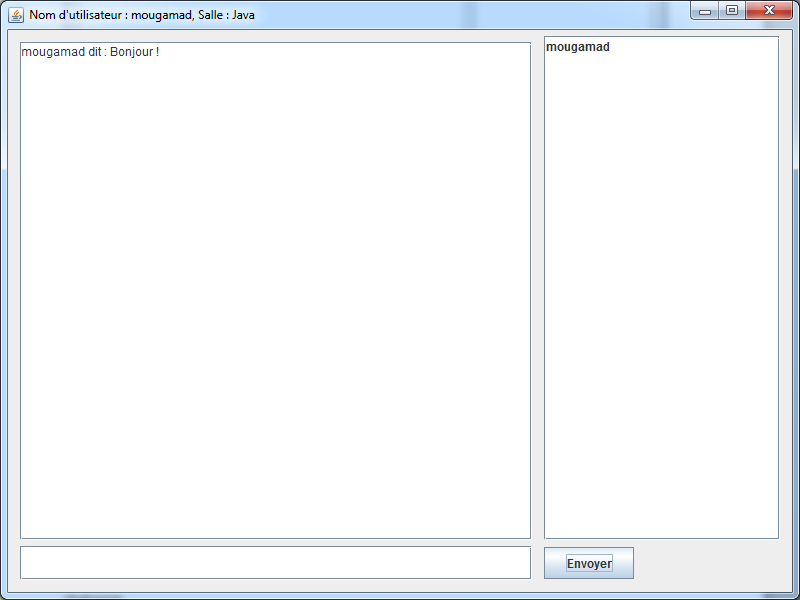 Nom d'utilisateur : mougamad, Salle : Java
mougamad dit : Bonjour !
mougamad
Envoyer